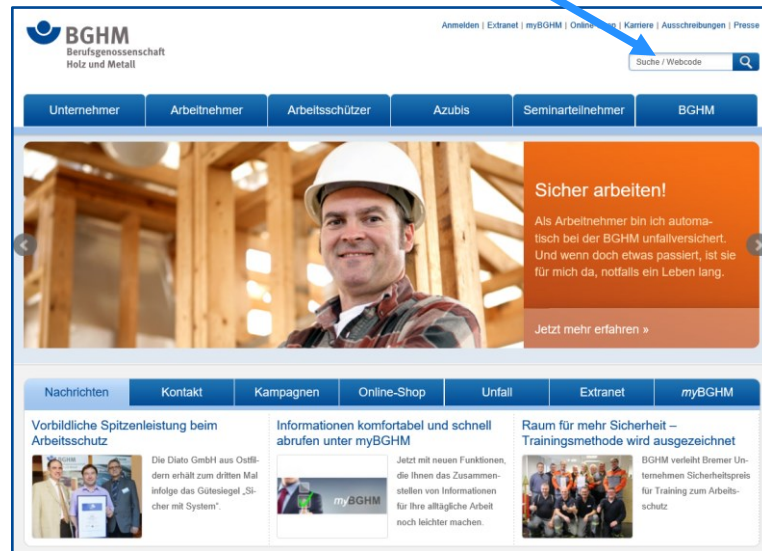 BGHM
Berufsgenossenschaft
Holz und Metall
Anmelden | Extranet | myBGHM | Online-Shop | Karriere | Ausschreibungen | Presse
Suche / Webcode
Unternehmer Arbeitnehmer Arbeitsschützer Azubis Seminarteilnehmer BGHM
Sicher arbeiten!
Als Arbeitnehmer bin ich automa-
tisch bei der BGHM unfallversichert.
Und wenn doch etwas passiert, ist sie
für mich da, notfalls ein Leben lang.
Jetzt mehr erfahren »
Nachrichten Kontakt Kampagnen Online-Shop Unfall Extranet myBGHM
Vorbildliche Spitzenleistung beim
Arbeitsschutz
Die Diato GmbH aus Ostfil-
dern erhält zum dritten Mal
infolge das Gütesiegel „Si-
cher mit System".
Informationen komfortabel und schnell
abrufen unter myBGHM
myBGHM
Jetzt mit neuen Funktionen,
die Ihnen das Zusammen-
stellen von Informationen
für Ihre alltägliche Arbeit
noch leichter machen.
Raum für mehr Sicherheit –
Trainingsmethode wird ausgezeichnet
BGHM verleiht Bremer Un-
ternehmen Sicherheitspreis
für Training zum Arbeits-
schutz